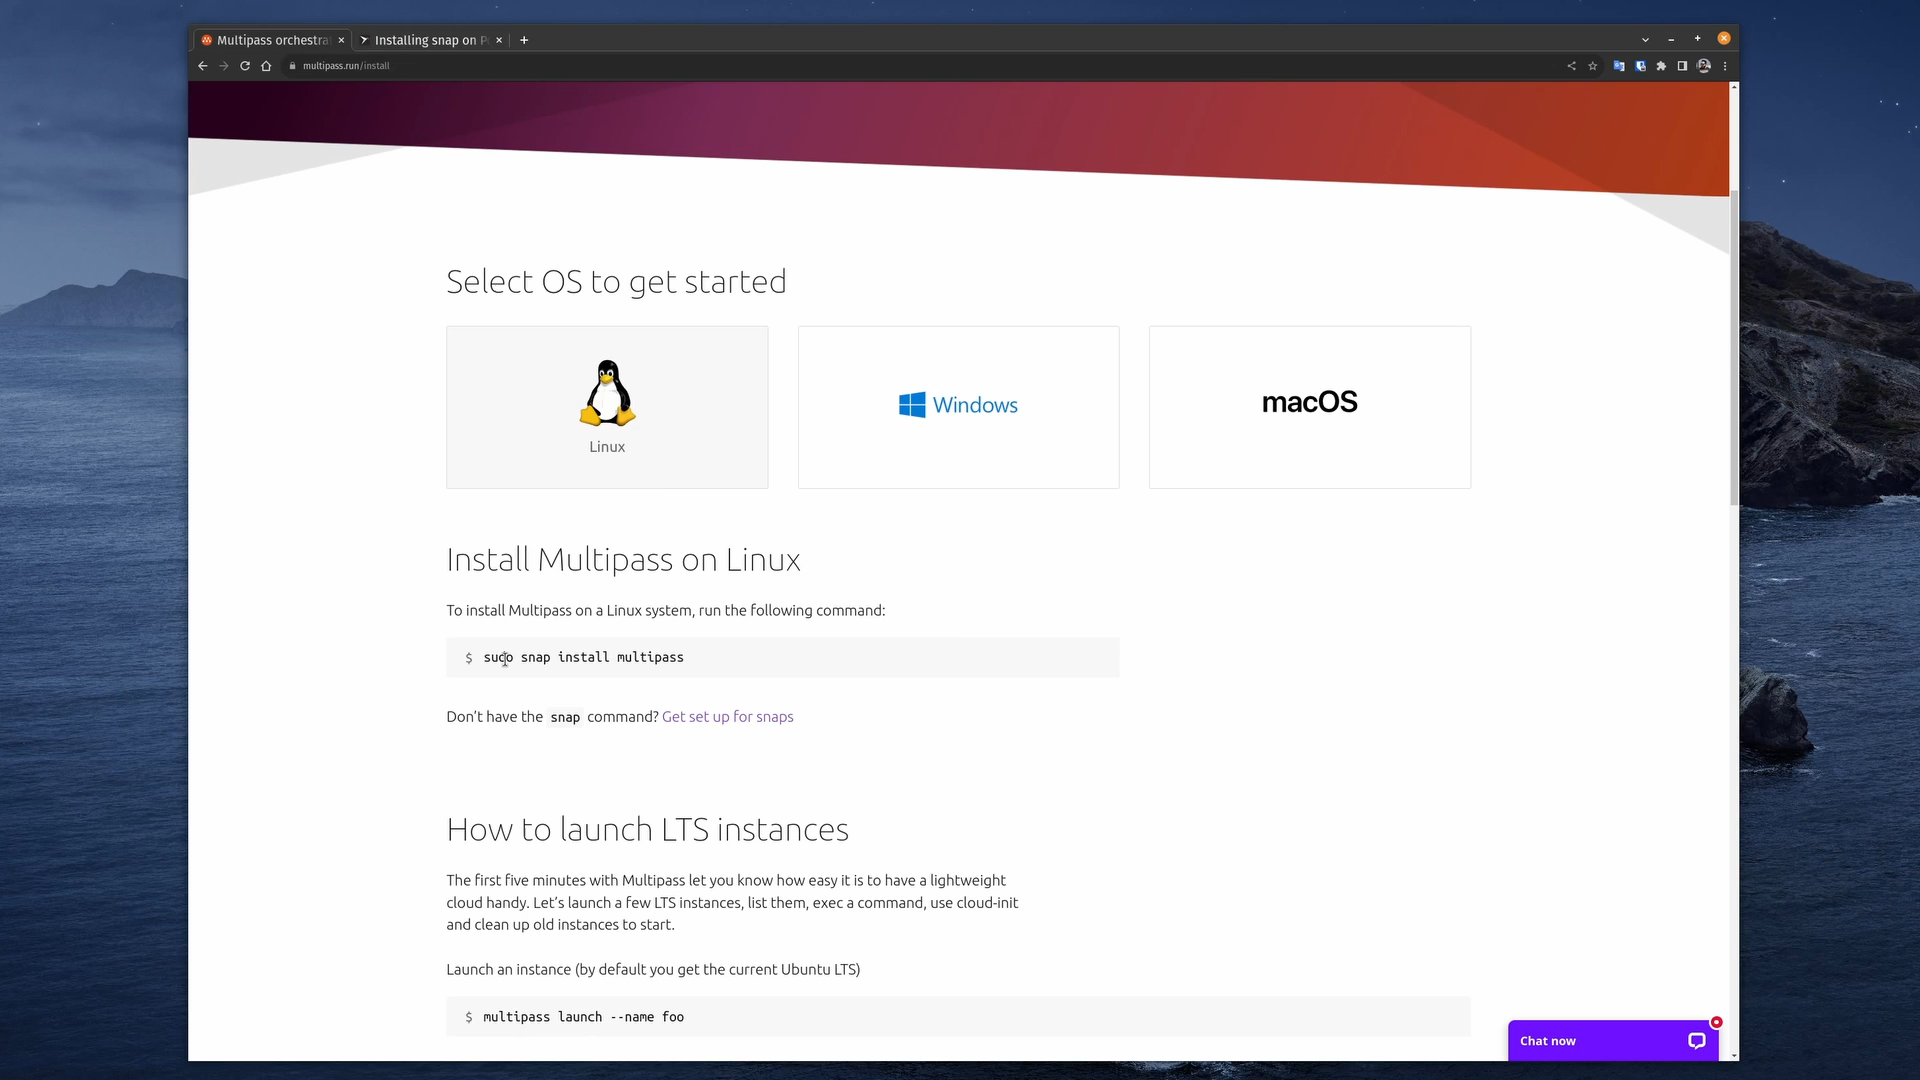 Multipass orchestra
Installing snap on P
multipass.run/install
Select OS to get started
Linux
Windows
macOS
Install Multipass on Linux
To install Multipass on a Linux system, run the following command:
$ sudo snap install multipass
Don’t have the snap command? Get set up for snaps
How to launch LTS instances
The first five minutes with Multipass let you know how easy it is to have a lightweight
cloud handy. Let’s launch a few LTS instances, list them, exec a command, use cloud-init
and clean up old instances to start.
Launch an instance (by default you get the current Ubuntu LTS)
$ multipass launch --name foo
Chat now